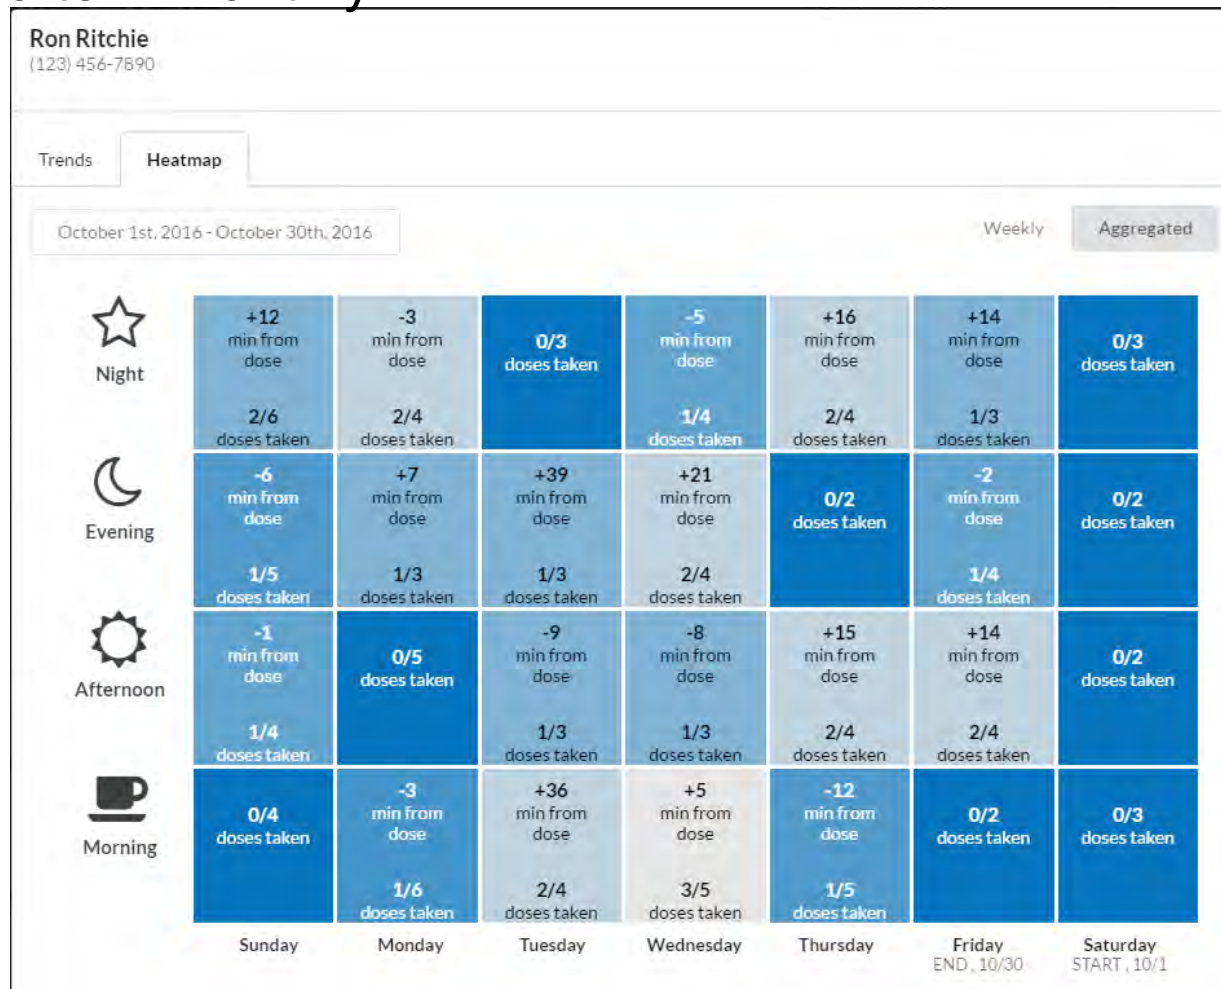 Ron Ritchie
(123) 456-7890
Trends Heatmap
October 1st, 2016 - October 30th, 2016 Weekly Aggregated
Night
+12
min from
dose
2/6
doses taken
-3
min from
dose
2/4
doses taken
0/3
doses taken
-5
min from
dose
1/4
doses taken
+16
min from
dose
2/4
doses taken
+14
min from
dose
1/3
doses taken
0/3
doses taken
Evening
-6
min from
dose
1/5
doses taken
+7
min from
dose
1/3
doses taken
+39
min from
dose
1/3
doses taken
+21
min from
dose
2/4
doses taken
0/2
doses taken
-2
min from
dose
1/4
doses taken
0/2
doses taken
Afternoon
-1
min from
dose
1/4
doses taken
0/5
doses taken
-9
min from
dose
1/3
doses taken
-8
min from
dose
1/3
doses taken
+15
min from
dose
2/4
doses taken
+14
min from
dose
2/4
doses taken
0/2
doses taken
Morning
0/4
doses taken
-3
min from
dose
1/6
doses taken
+36
min from
dose
2/4
doses taken
+5
min from
dose
3/5
doses taken
-12
min from
dose
1/5
doses taken
0/2
doses taken
0/3
doses taken
Sunday Monday Tuesday Wednesday Thursday Friday Saturday
END , 10/30 START , 10/1